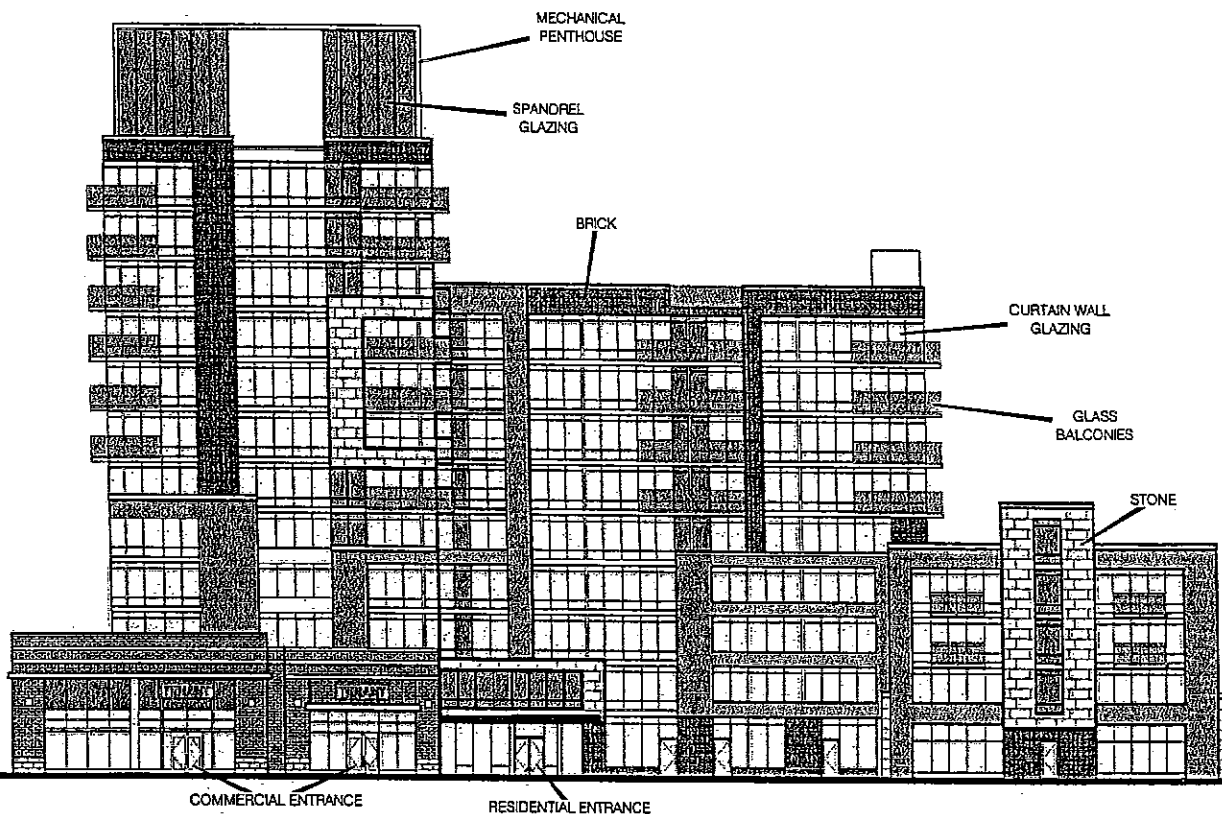 MECHANICAL
PENTHOUSE
SPANDREL
GLAZING
BRICK
CURTAIN WALL
GLAZING
GLASS
BALCONIES
STONE
TENANT
TENANT
COMMERCIAL ENTRANCE
RESIDENTIAL ENTRANCE